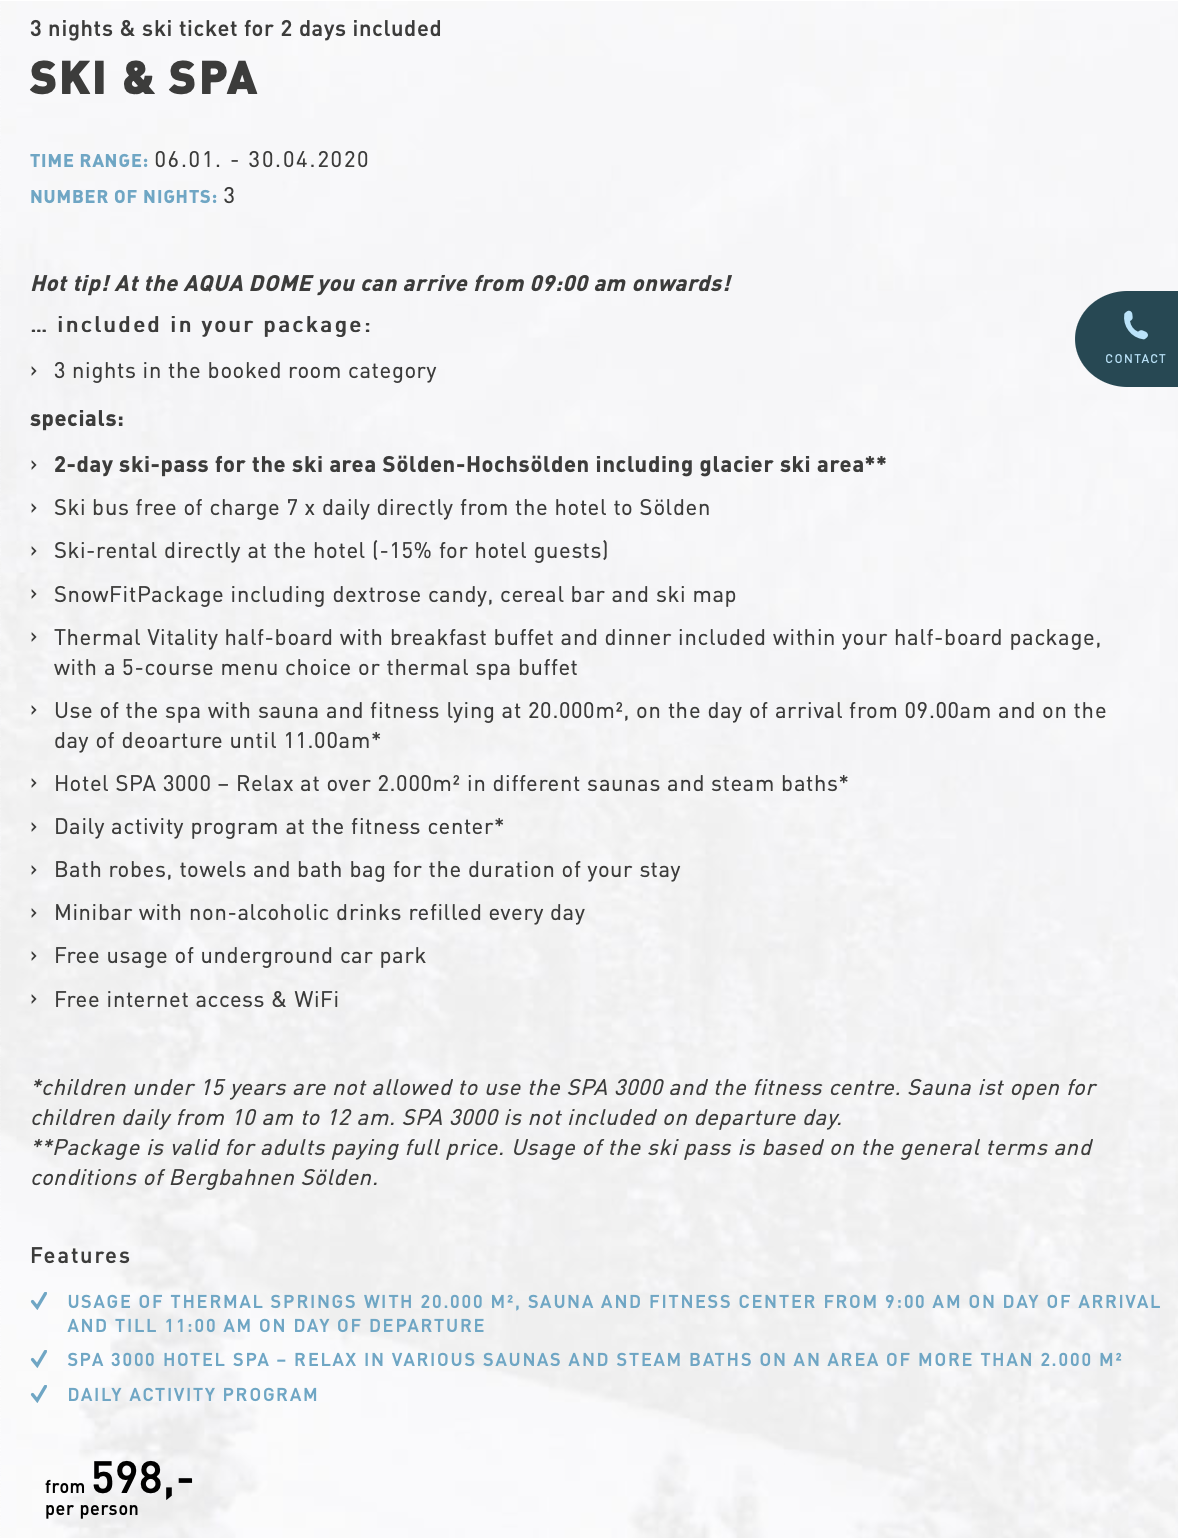 3 nights & ski ticket for 2 days included
SKI & SPA
TIME RANGE: 06.01. - 30.04.2020
NUMBER OF NIGHTS: 3
Hot tip! At the AQUA DOME you can arrive from 09:00 am onwards!
... included in your package:
› 3 nights in the booked room category
specials:
› 2-day ski-pass for the ski area Sölden-Hochsölden including glacier ski area**
› Ski bus free of charge 7 x daily directly from the hotel to Sölden
› Ski-rental directly at the hotel (-15% for hotel guests)
› SnowFitPackage including dextrose candy, cereal bar and ski map
› Thermal Vitality half-board with breakfast buffet and dinner included within your half-board package,
with a 5-course menu choice or thermal spa buffet
› Use of the spa with sauna and fitness lying at 20.000m², on the day of arrival from 09.00am and on the
day of deoarture until 11.00am*
› Hotel SPA 3000 – Relax at over 2.000m² in different saunas and steam baths*
› Daily activity program at the fitness center*
› Bath robes, towels and bath bag for the duration of your stay
› Minibar with non-alcoholic drinks refilled every day
› Free usage of underground car park
› Free internet access & WiFi
*children under 15 years are not allowed to use the SPA 3000 and the fitness centre. Sauna ist open for
children daily from 10 am to 12 am. SPA 3000 is not included on departure day.
**Package is valid for adults paying full price. Usage of the ski pass is based on the general terms and
conditions of Bergbahnen Sölden.
Features
USAGE OF THERMAL SPRINGS WITH 20.000 M², SAUNA AND FITNESS CENTER FROM 9:00 AM ON DAY OF ARRIVAL
AND TILL 11:00 AM ON DAY OF DEPARTURE
SPA 3000 HOTEL SPA – RELAX IN VARIOUS SAUNAS AND STEAM BATHS ON AN AREA OF MORE THAN 2.000 M²
DAILY ACTIVITY PROGRAM
from 598,-
per person
CONTACT